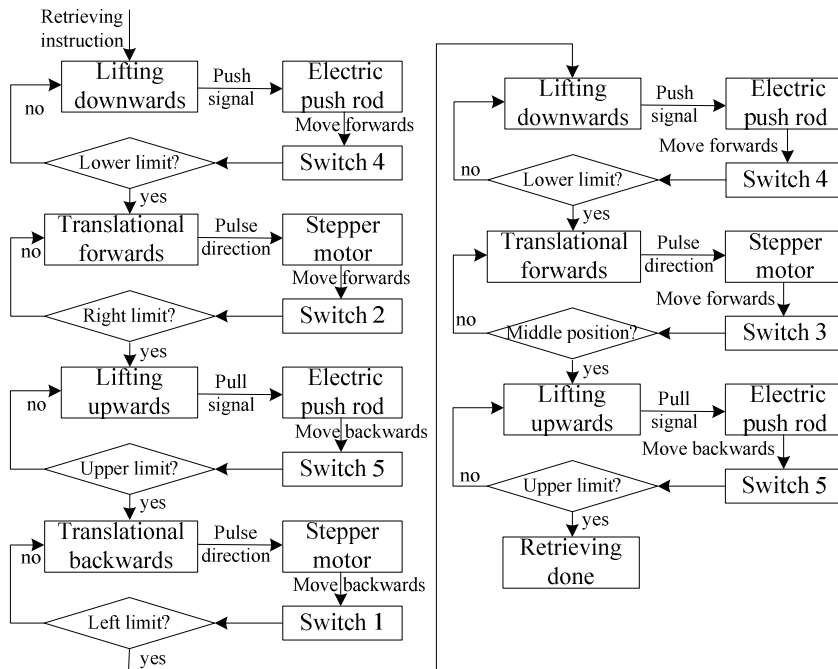 Retrieving
instruction
Lifting
downwards
Push
signal
Electric
push rod
no
Move forwards
Lower limit?
Switch 4
yes
Translational
forwards
Pulse
direction
Stepper
motor
no
Move forwards
Right limit?
Switch 2
yes
Lifting
upwards
Pull
signal
Electric
push rod
no
Move backwards
Upper limit?
Switch 5
yes
Translational
backwards
Pulse
direction
Stepper
motor
no
Move backwards
Left limit?
Switch 1
yes
Lifting
downwards
Push
signal
Electric
push rod
Move forwards
no
Lower limit?
Switch 4
yes
Translational
forwards
Pulse
direction
Stepper
motor
Move forwards
no
Middle position?
Switch 3
yes
Lifting
upwards
Pull
signal
Electric
push rod
Move backwards
no
Upper limit?
Switch 5
yes
Retrieving
done